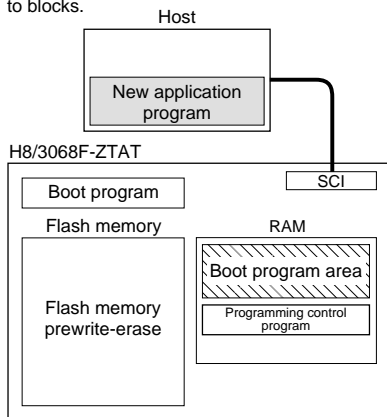 to blocks.
Host
New application
program
H8/3068F-ZTAT
SCI
Boot program
Flash memory
RAM
Boot program area
Flash memory
prewrite-erase
Programming control
program